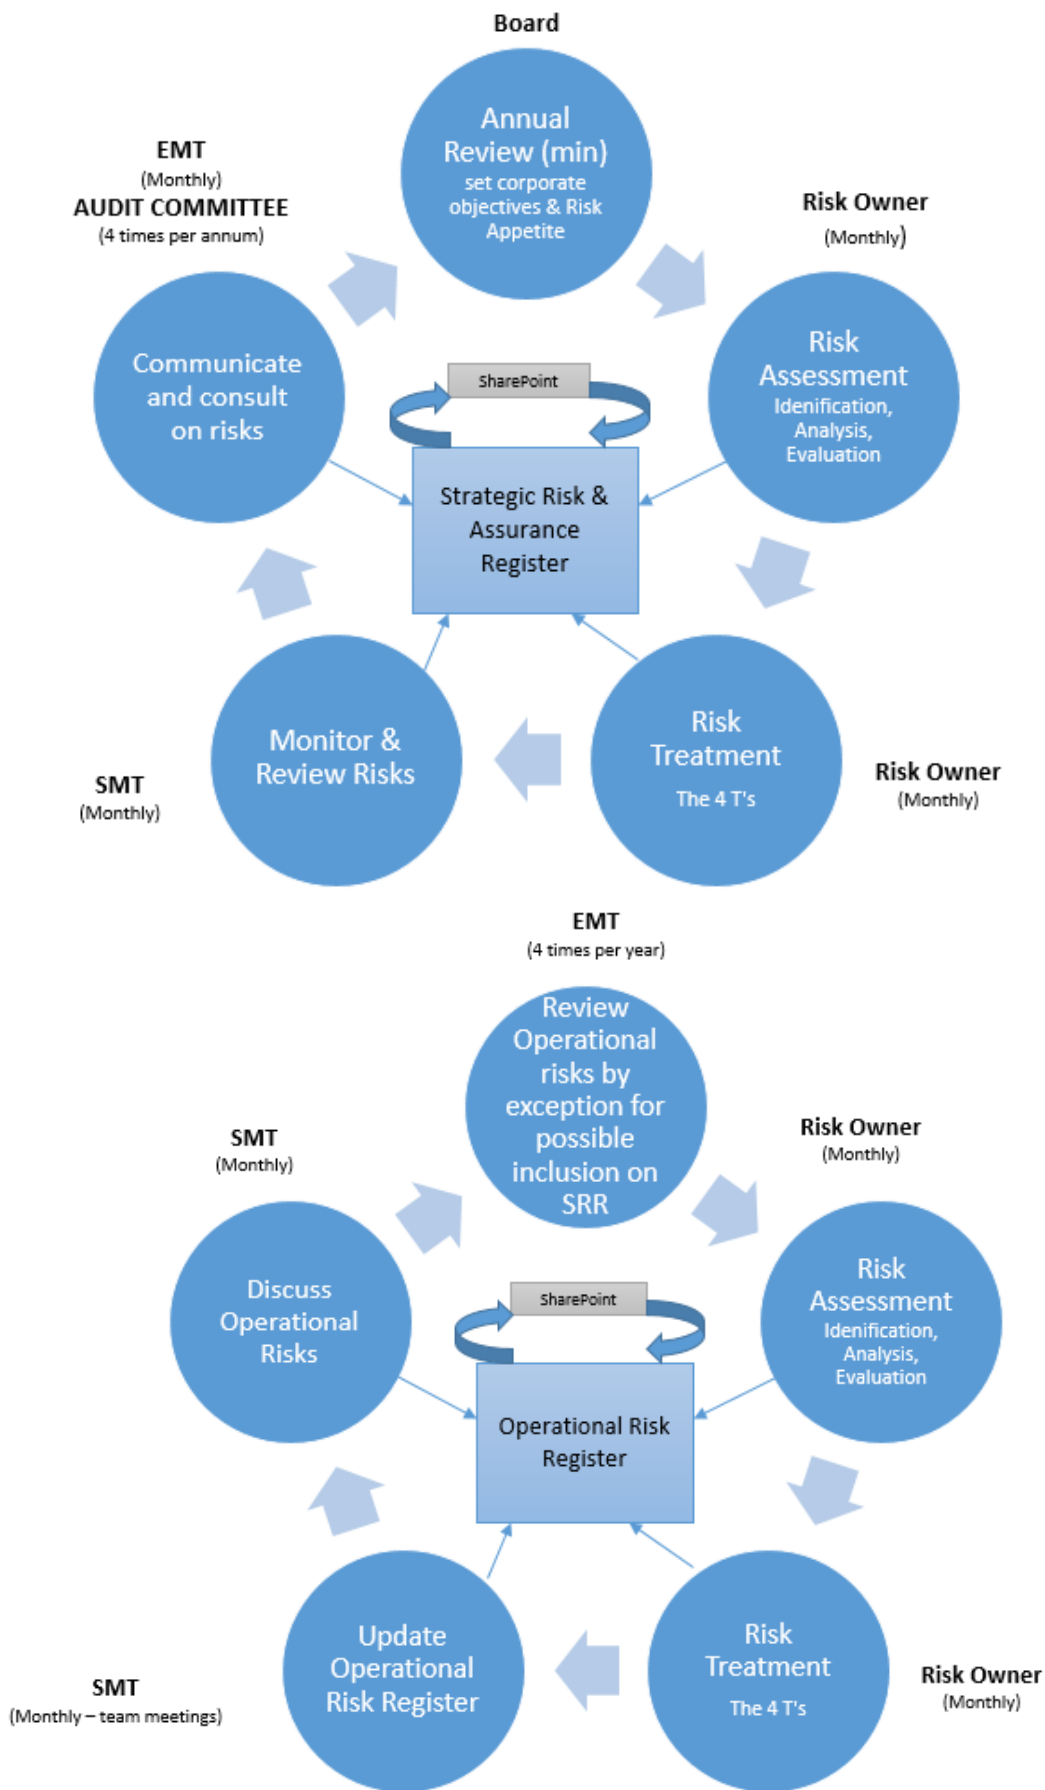 Board
Annual
Review (min)
set corporate
objectives & Risk
Appetite
EMT
(Monthly)
AUDIT COMMITTEE
(4 times per annum)
Risk Owner
(Monthly)
Communicate
and consult
on risks
SharePoint
Risk
Assessment
Idenification,
Analysis,
Evaluation
Strategic Risk &
Assurance
Register
Monitor &
Review Risks
Risk
Treatment
The 4 T's
SMT
(Monthly)
Risk Owner
(Monthly)
EMT
(4 times per year)
Review
Operational
risks by
exception for
possible
inclusion on
SRR
SMT
(Monthly)
Risk Owner
(Monthly)
Discuss
Operational
Risks
SharePoint
Risk
Assessment
Idenification,
Analysis,
Evaluation
Operational Risk
Register
Update
Operational
Risk Register
Risk
Treatment
The 4 T's
SMT
(Monthly – team meetings)
Risk Owner
(Monthly)